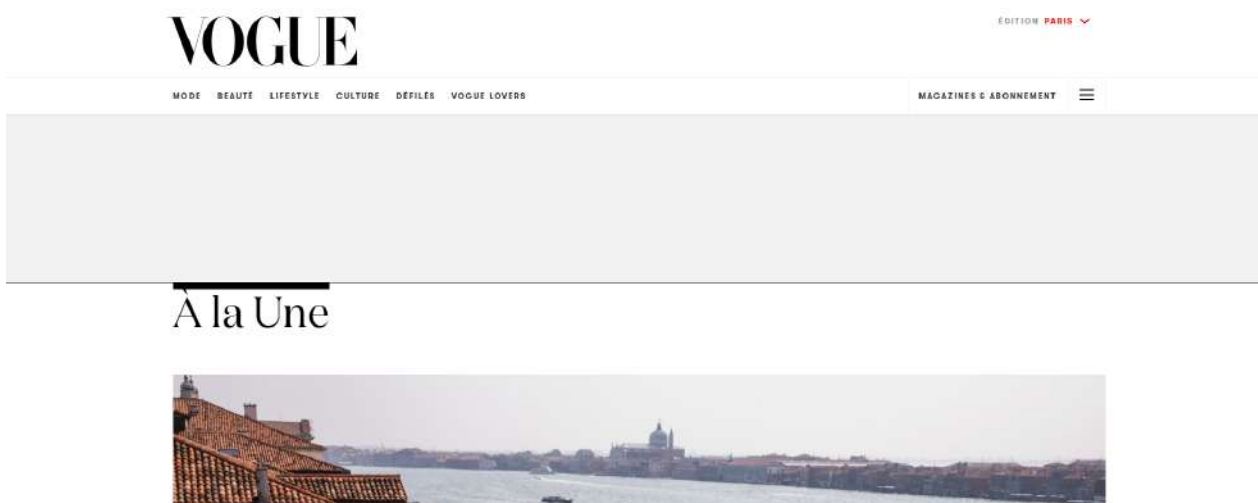 VOGUE
ÉDITION PARIS
MODE BEAUTÉ LIFESTYLE CULTURE DÉFILÉS VOGUE LOVERS MAGAZINES & ABONNEMENT
À la Une